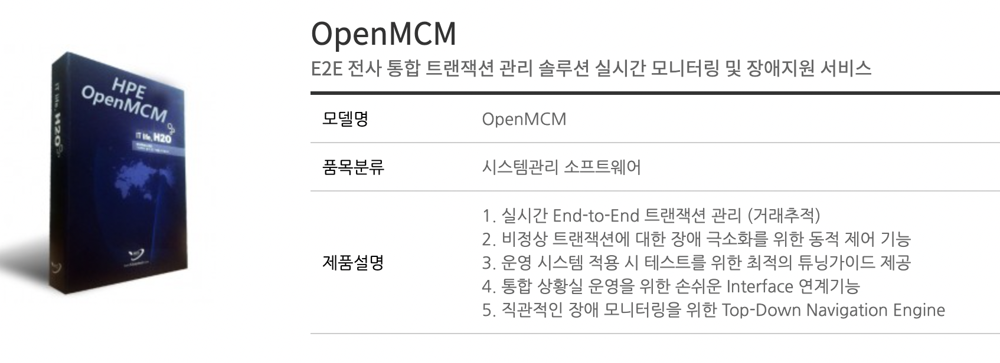 HPE
OpenMCM
IT life, H2O
IT life, H2O
OpenMCM
E2E 전사 통합 트랜잭션 관리 솔루션 실시간 모니터링 및 장애지원 서비스
모델명 OpenMCM
품목분류 시스템관리 소프트웨어
제품설명
1. 실시간 End-to-End 트랜잭션 관리 (거래추적)
2. 비정상 트랜잭션에 대한 장애 극소화를 위한 동적 제어 기능
3. 운영 시스템 적용 시 테스트를 위한 최적의 튜닝가이드 제공
4. 통합 상황실 운영을 위한 손쉬운 Interface 연계기능
5. 직관적인 장애 모니터링을 위한 Top-Down Navigation Engine